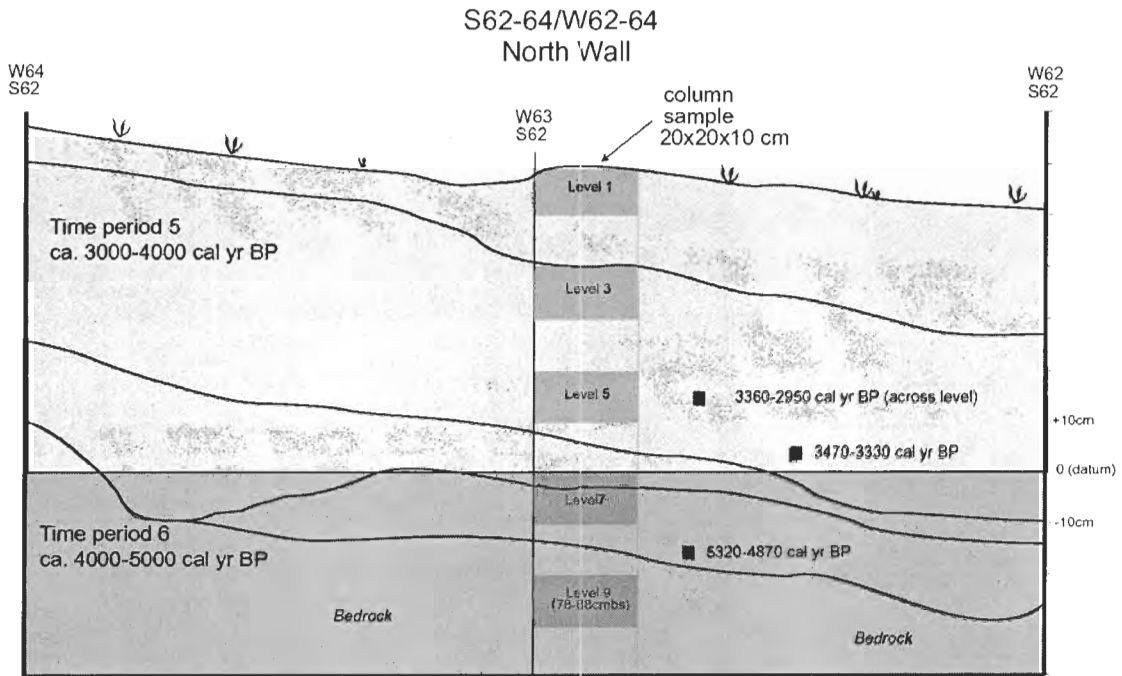 S62-64/W62-64
North Wall
W64
S62
W63
S62
column
sample
20x20x10 cm
W62
S62
Level 1
Time period 5
ca. 3000-4000 cal yr BP
Level 3
Level 5
3360-2950 cal yr BP (across level)
+10cm
3470-3330 cal yr BP
0 (datum)
Level7
-10cm
Time period 6
ca. 4000-5000 cal yr BP
5320-4870 cal yr BP
Level 9
(78-88cmbs)
Bedrock
Bedrock